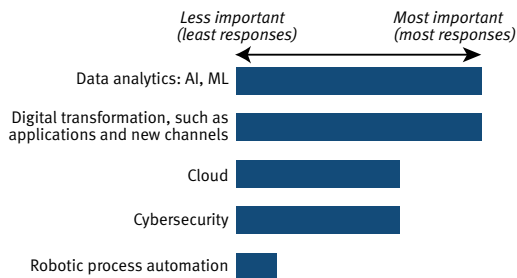 Less important
(least responses)
Most important
(most responses)
Data analytics: AI, ML
Digital transformation, such as
applications and new channels
Cloud
Cybersecurity
Robotic process automation